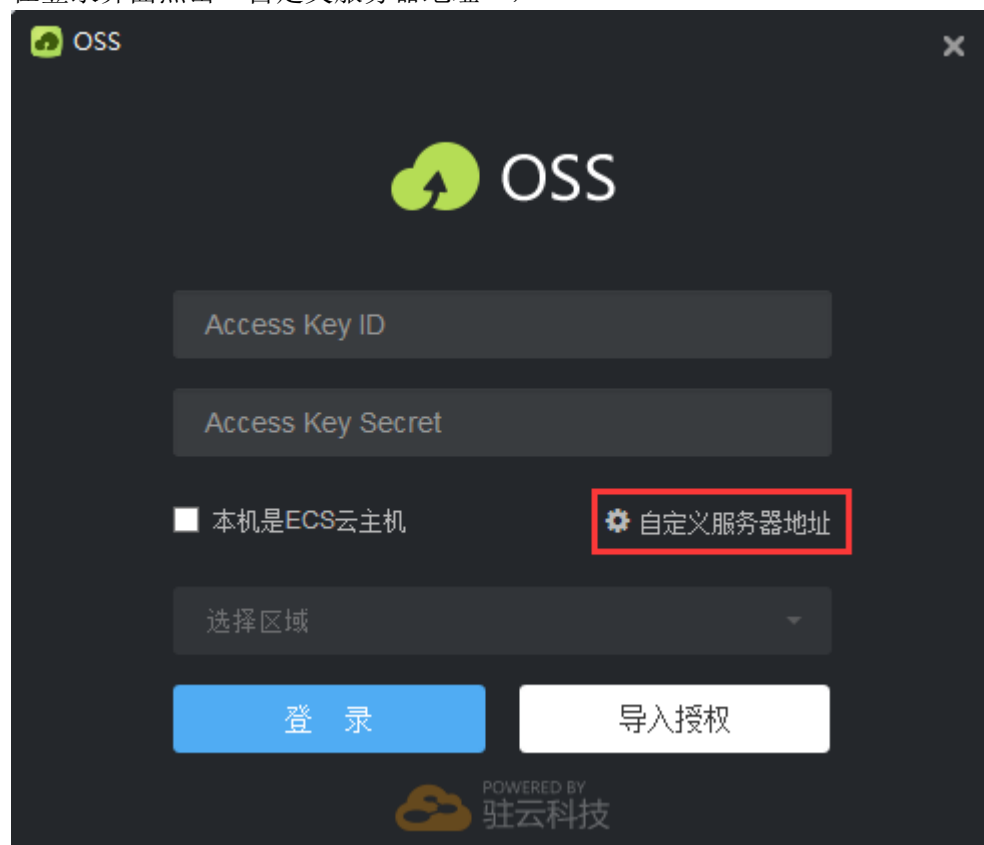 OSS
OSS
Access Key ID
Access Key Secret
本机是ECS云主机
自定义服务器地址
选择区域
登 录
导入授权
POWERED BY
驻云科技